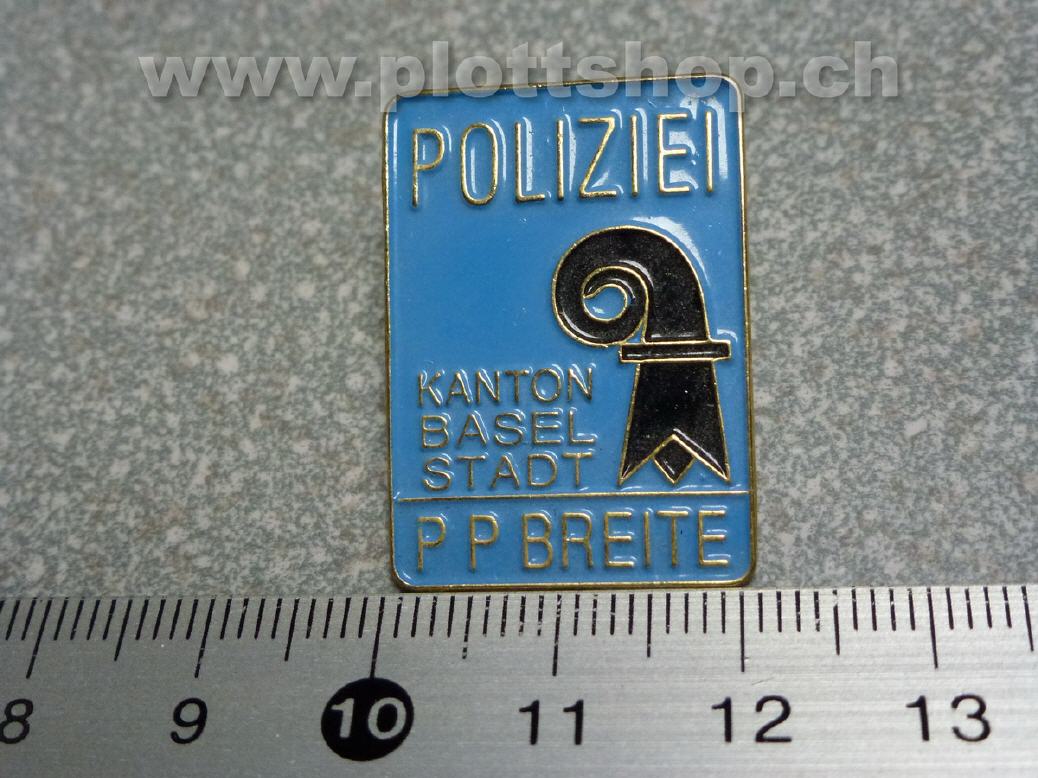 www.plottshop.ch
POLIZIEI
KANTON
BASEL
STADT
P P BREITE
8 9 10 11 12 13